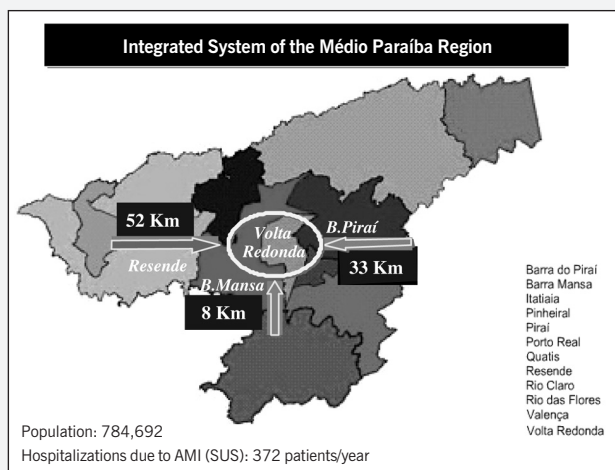 Integrated System of the Médio Paraíba Region
52 Km
Resende
Volta
Redonda
B.Piraí
33 Km
B.Mansa
8 Km
Barra do Piraí
Barra Mansa
Itatiaia
Pinheiral
Piraí
Porto Real
Quatis
Resende
Rio Claro
Rio das Flores
Valença
Volta Redonda
Population: 784,692
Hospitalizations due to AMI (SUS): 372 patients/year